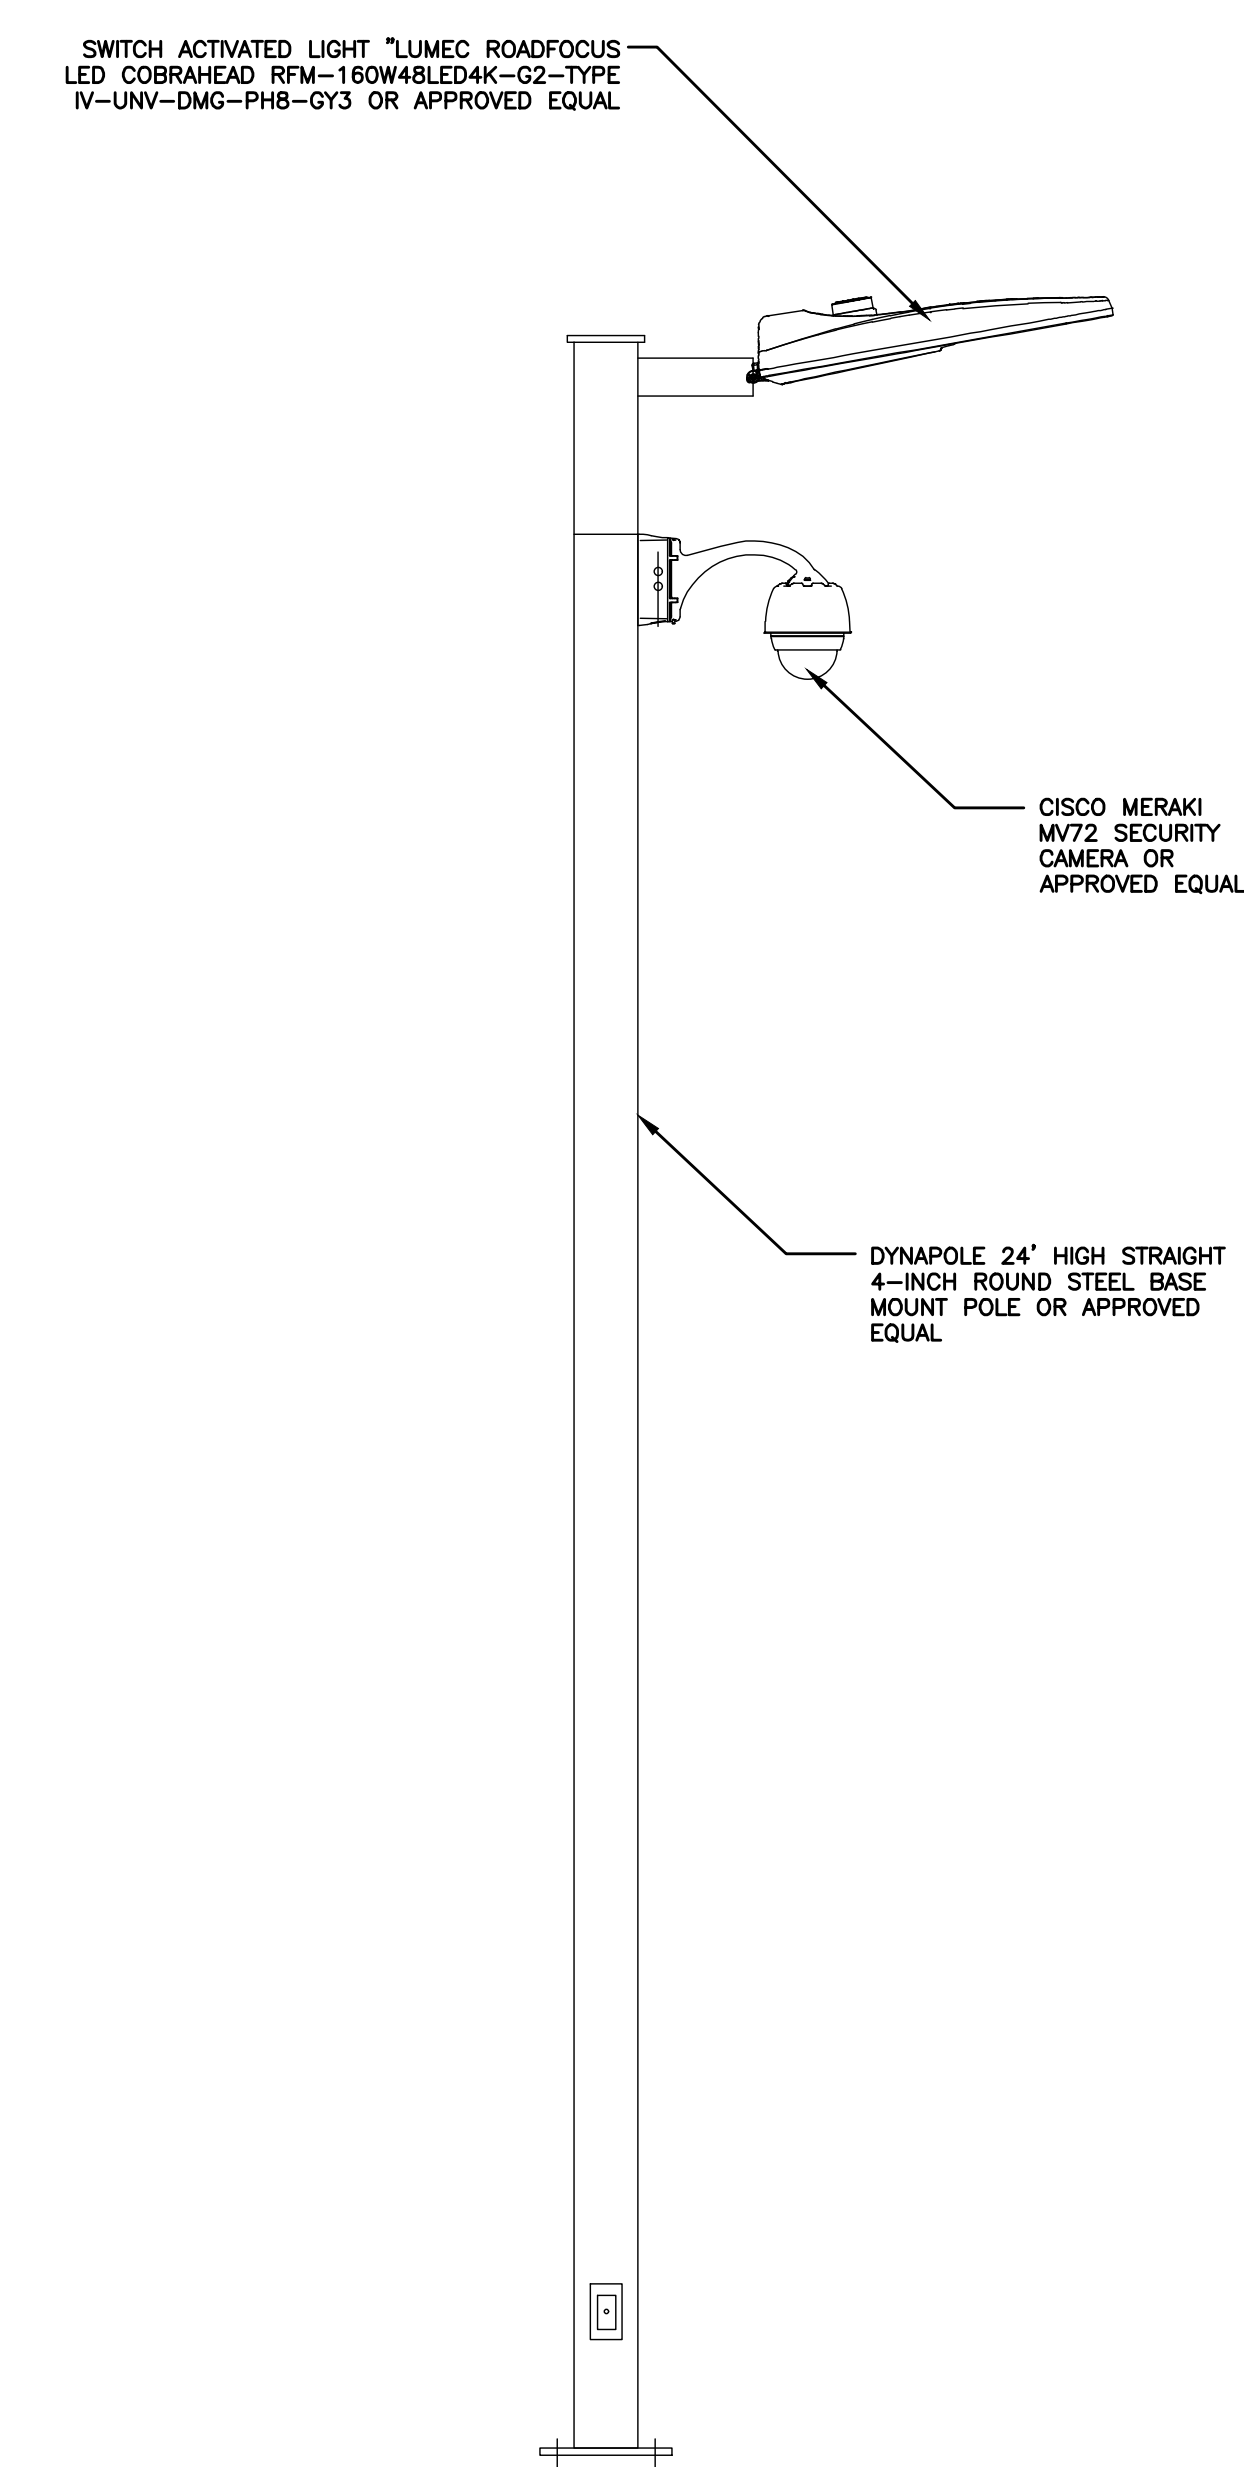 SWITCH ACTIVATED LIGHT "LUMEC ROADFOCUS
LED COBRAHEAD RFM-160W48LED4K-G2-TYPE
IV-UNV-DMG-PH8-GY3 OR APPROVED EQUAL
CISCO MERAKI
MV72 SECURITY
CAMERA OR
APPROVED EQUAL
DYNAPOLE 24' HIGH STRAIGHT
4-INCH ROUND STEEL BASE
MOUNT POLE OR APPROVED
EQUAL